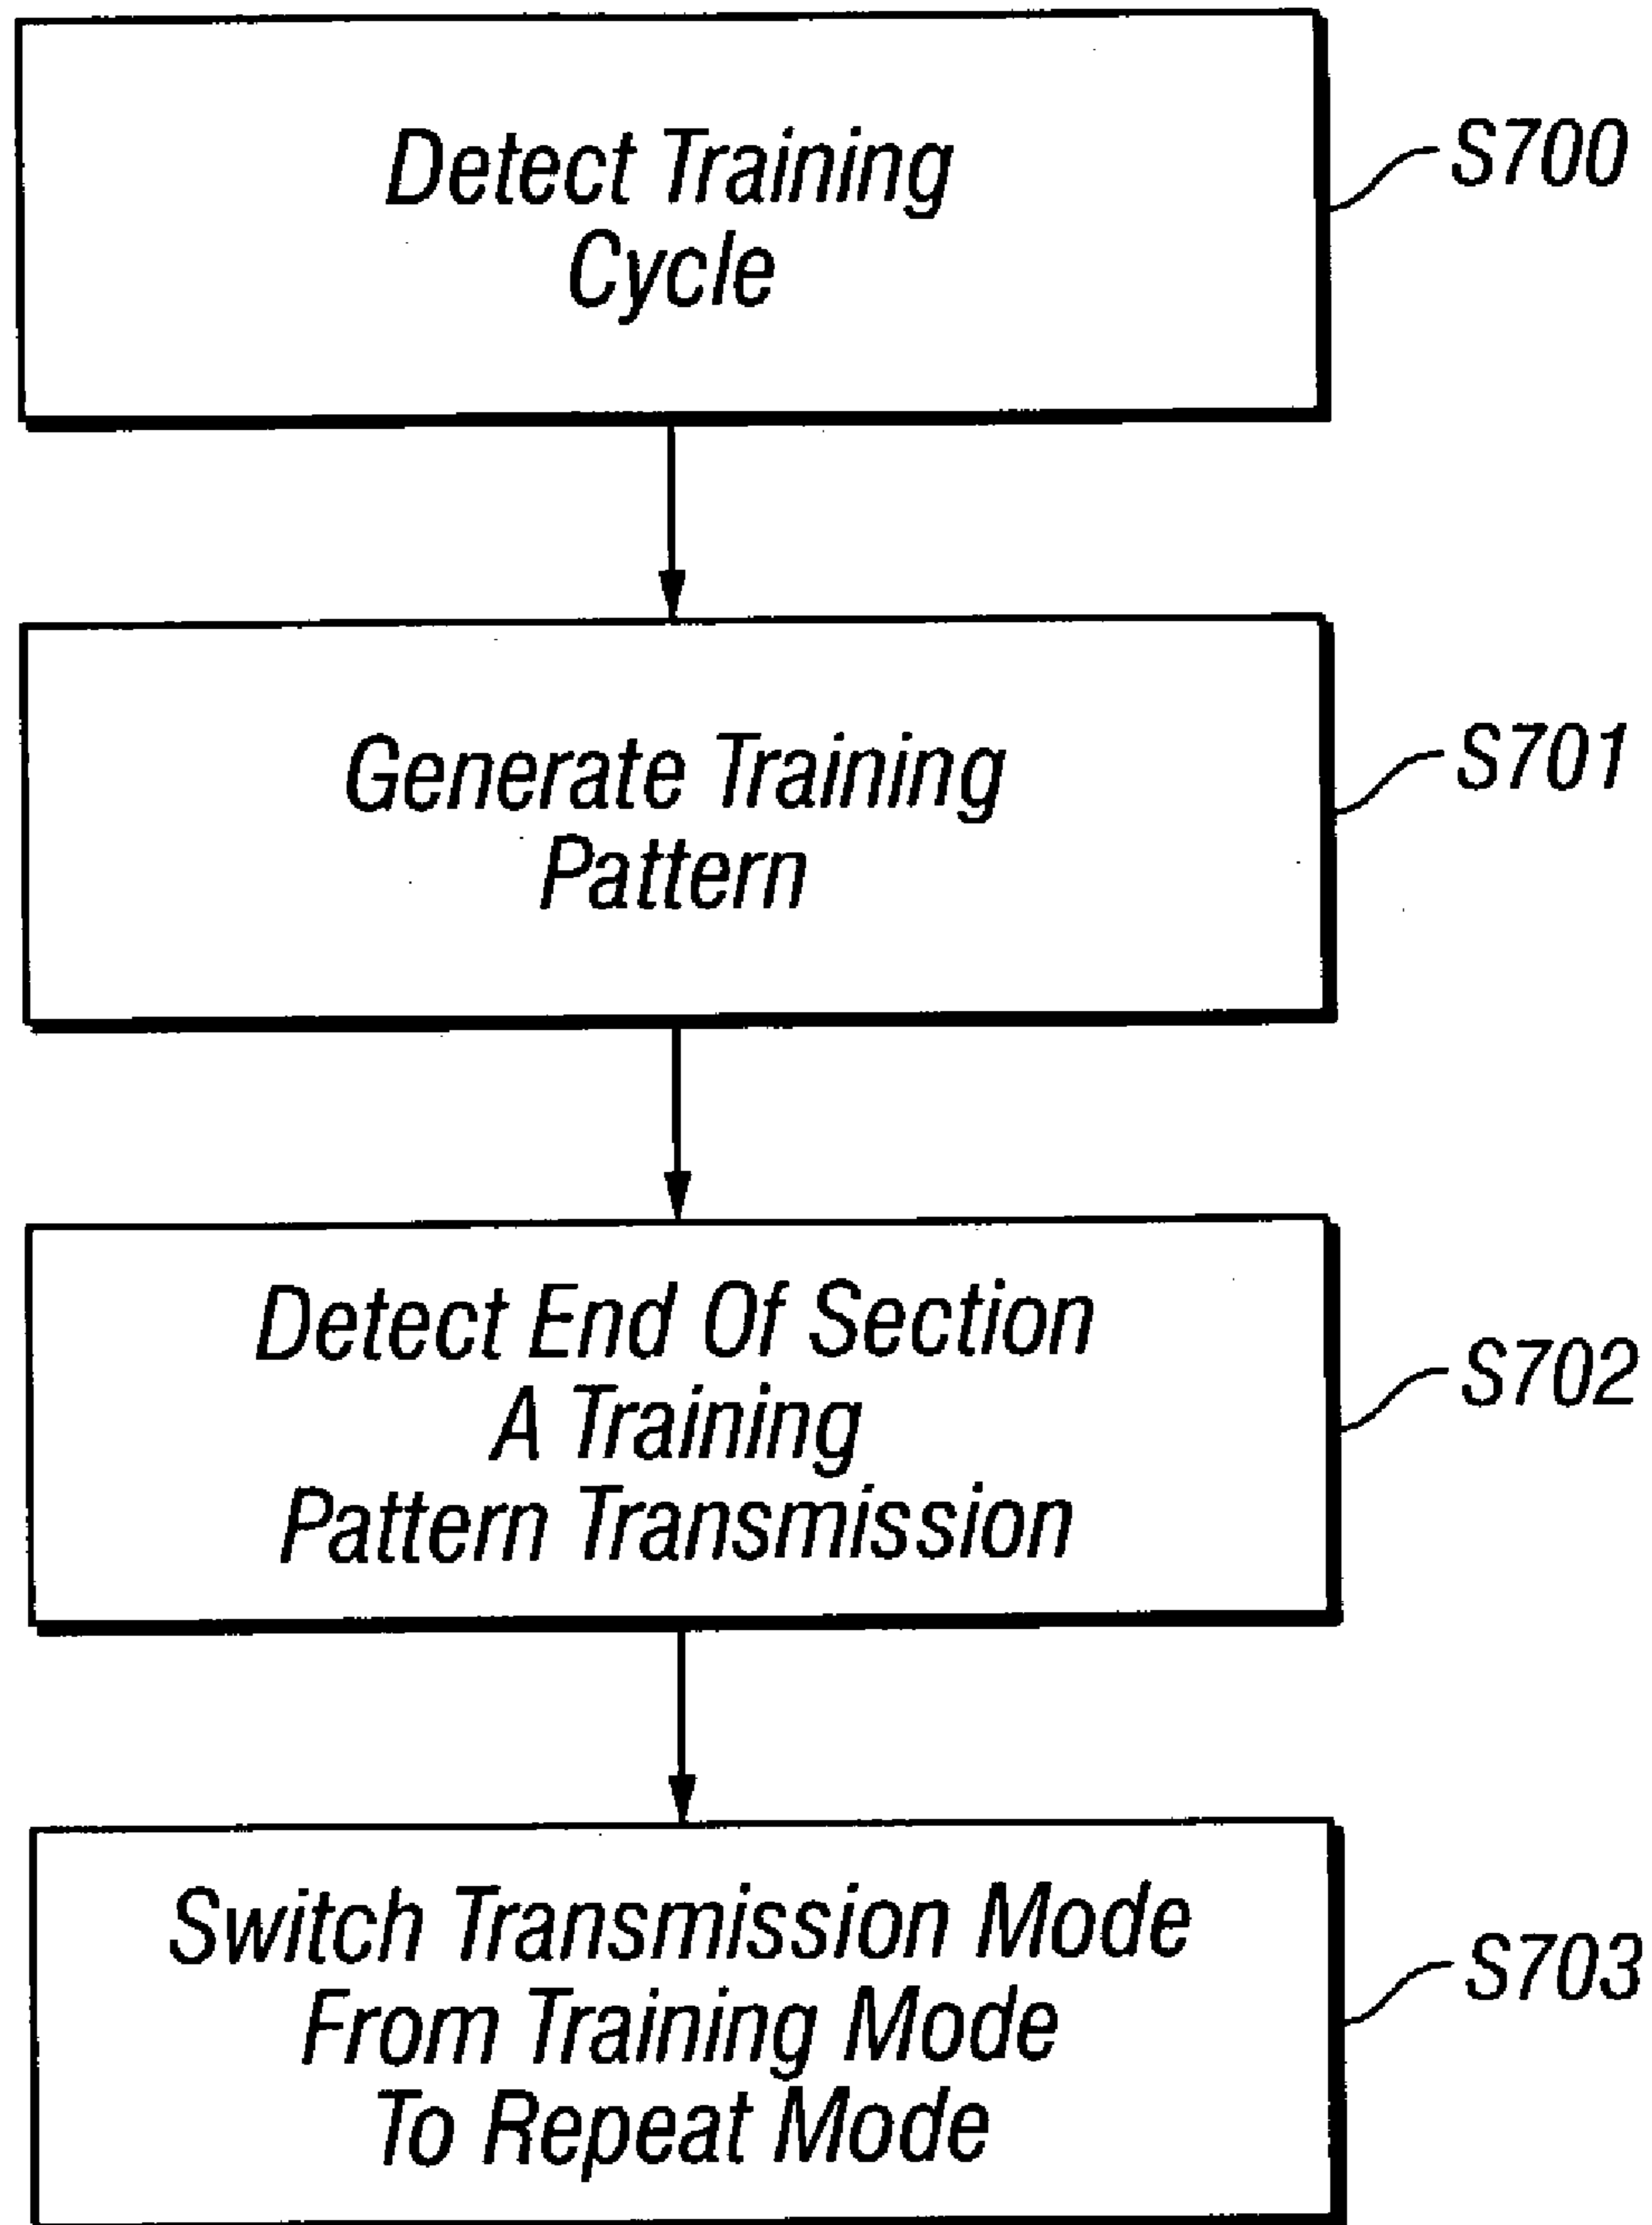 Detect Training
Cycle
S700
Generate Training
Pattern
S701
Detect End Of Section
A Training
Pattern Transmission
S702
Switch Transmission Mode
From Training Mode
To Repeat Mode
S703